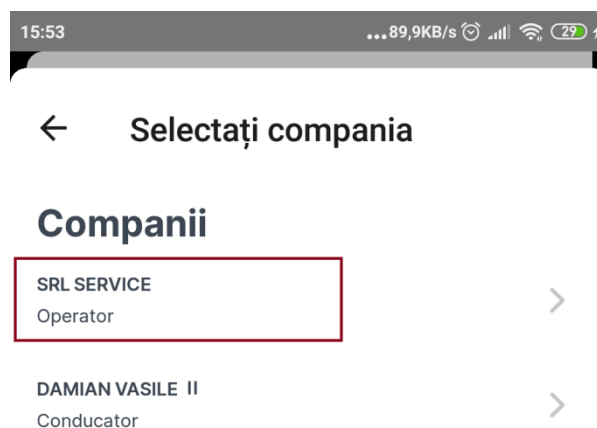 15:53 ...89,9KB/s 29
Selectați compania
Companii
SRL SERVICE
Operator
DAMIAN VASILE II
Conducator